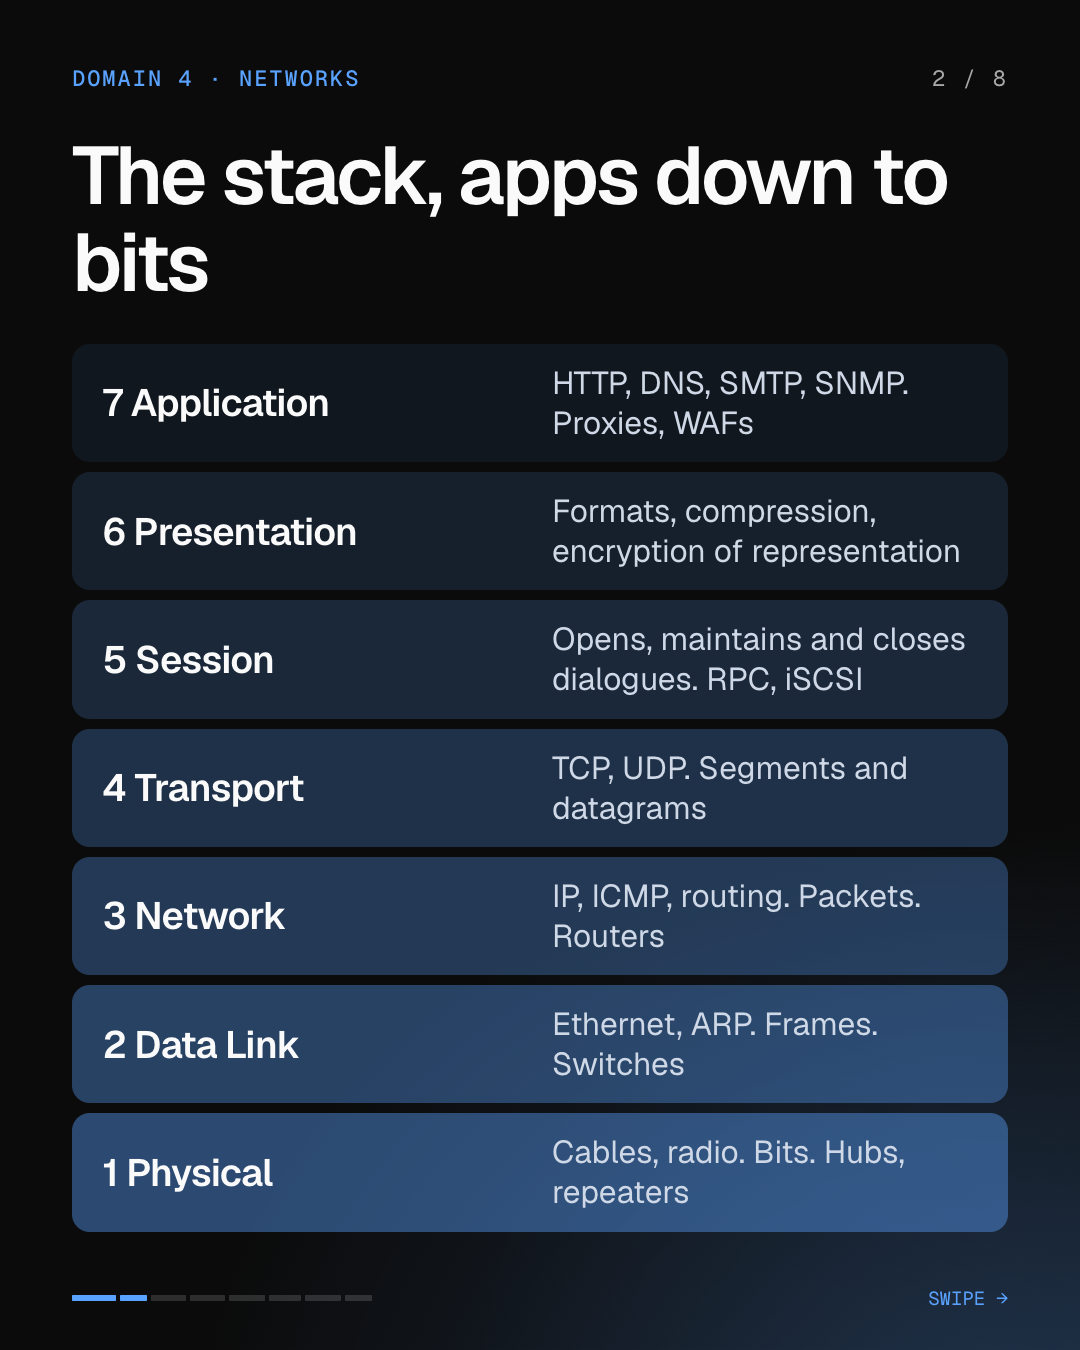 DOMAIN 4 · NETWORKS
2 / 8
The stack, apps down to
bits
7 Application
HTTP, DNS, SMTP, SNMP.
Proxies, WAFs
6 Presentation
Formats, compression,
encryption of representation
5 Session
Opens, maintains and closes
dialogues. RPC, iSCSI
4 Transport
TCP, UDP. Segments and
datagrams
3 Network
IP, ICMP, routing. Packets.
Routers
2 Data Link
Ethernet, ARP. Frames.
Switches
1 Physical
Cables, radio. Bits. Hubs,
repeaters
SWIPE →